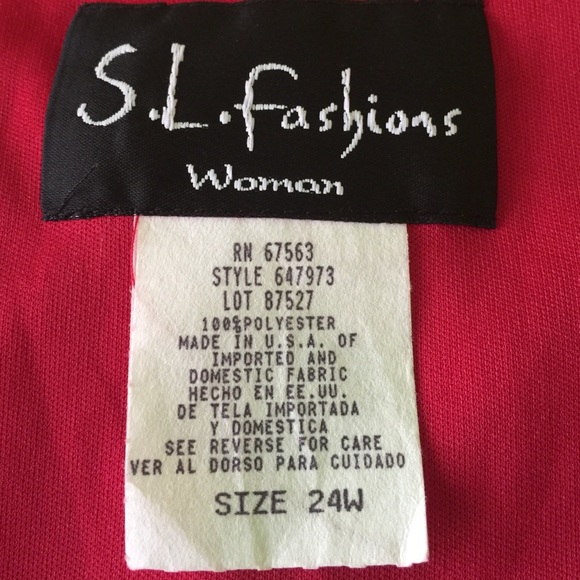 S.L. Fashions
Woman
RN 67563
STYLE 647973
LOT 87527
100%POLYESTER
MADE IN U.S.A. OF
IMPORTED AND
DOMESTIC FABRIC
HECHO EN EE.UU.
DE TELA IMPORTADA
Y DOMESTICA
SEE REVERSE FOR CARE
VER AL DORSO PARA CUIDADO
SIZE 24W